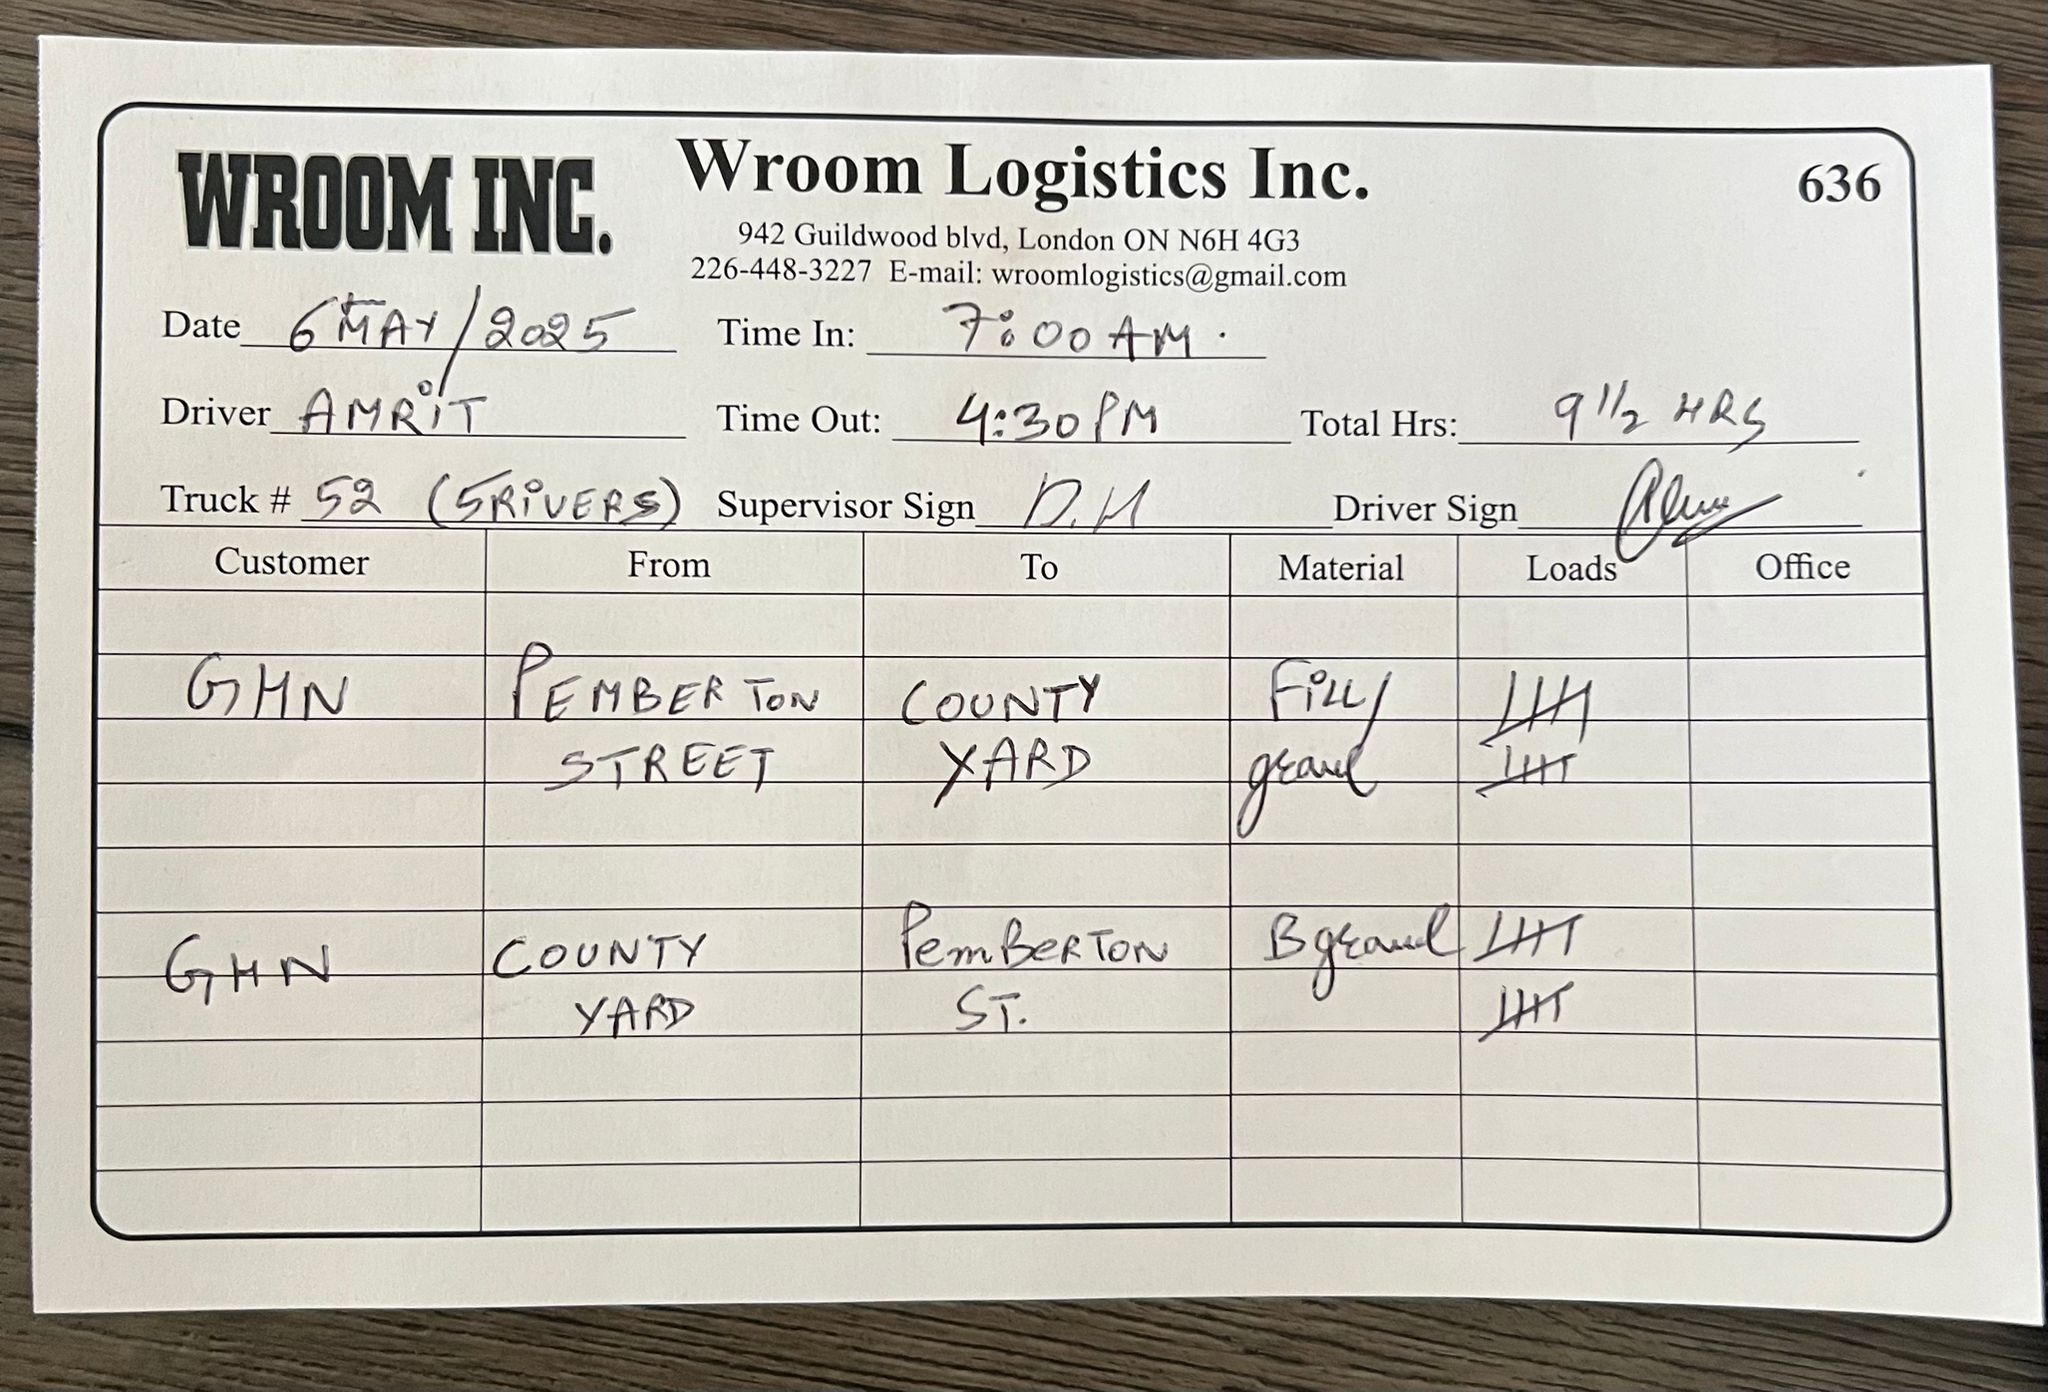 WROOM INC.
Wroom Logistics Inc.
636
942 Guildwood blvd, London ON N6H 4G3
226-448-3227 E-mail: wroomlogistics@gmail.com
Date 6th MAY/2025 Time In: 7:00 AM.
Driver AMRiT Time Out: 4:30 PM Total Hrs: 9 1/2 HRS
Truck # 52 (5RiVERS) Supervisor Sign D.H Driver Sign
Customer From To Material Loads Office
GHN PEMBERTON COUNTY Fill/
STREET YARD gravel
GHN COUNTY PemBerTON B gravel
YARD ST.